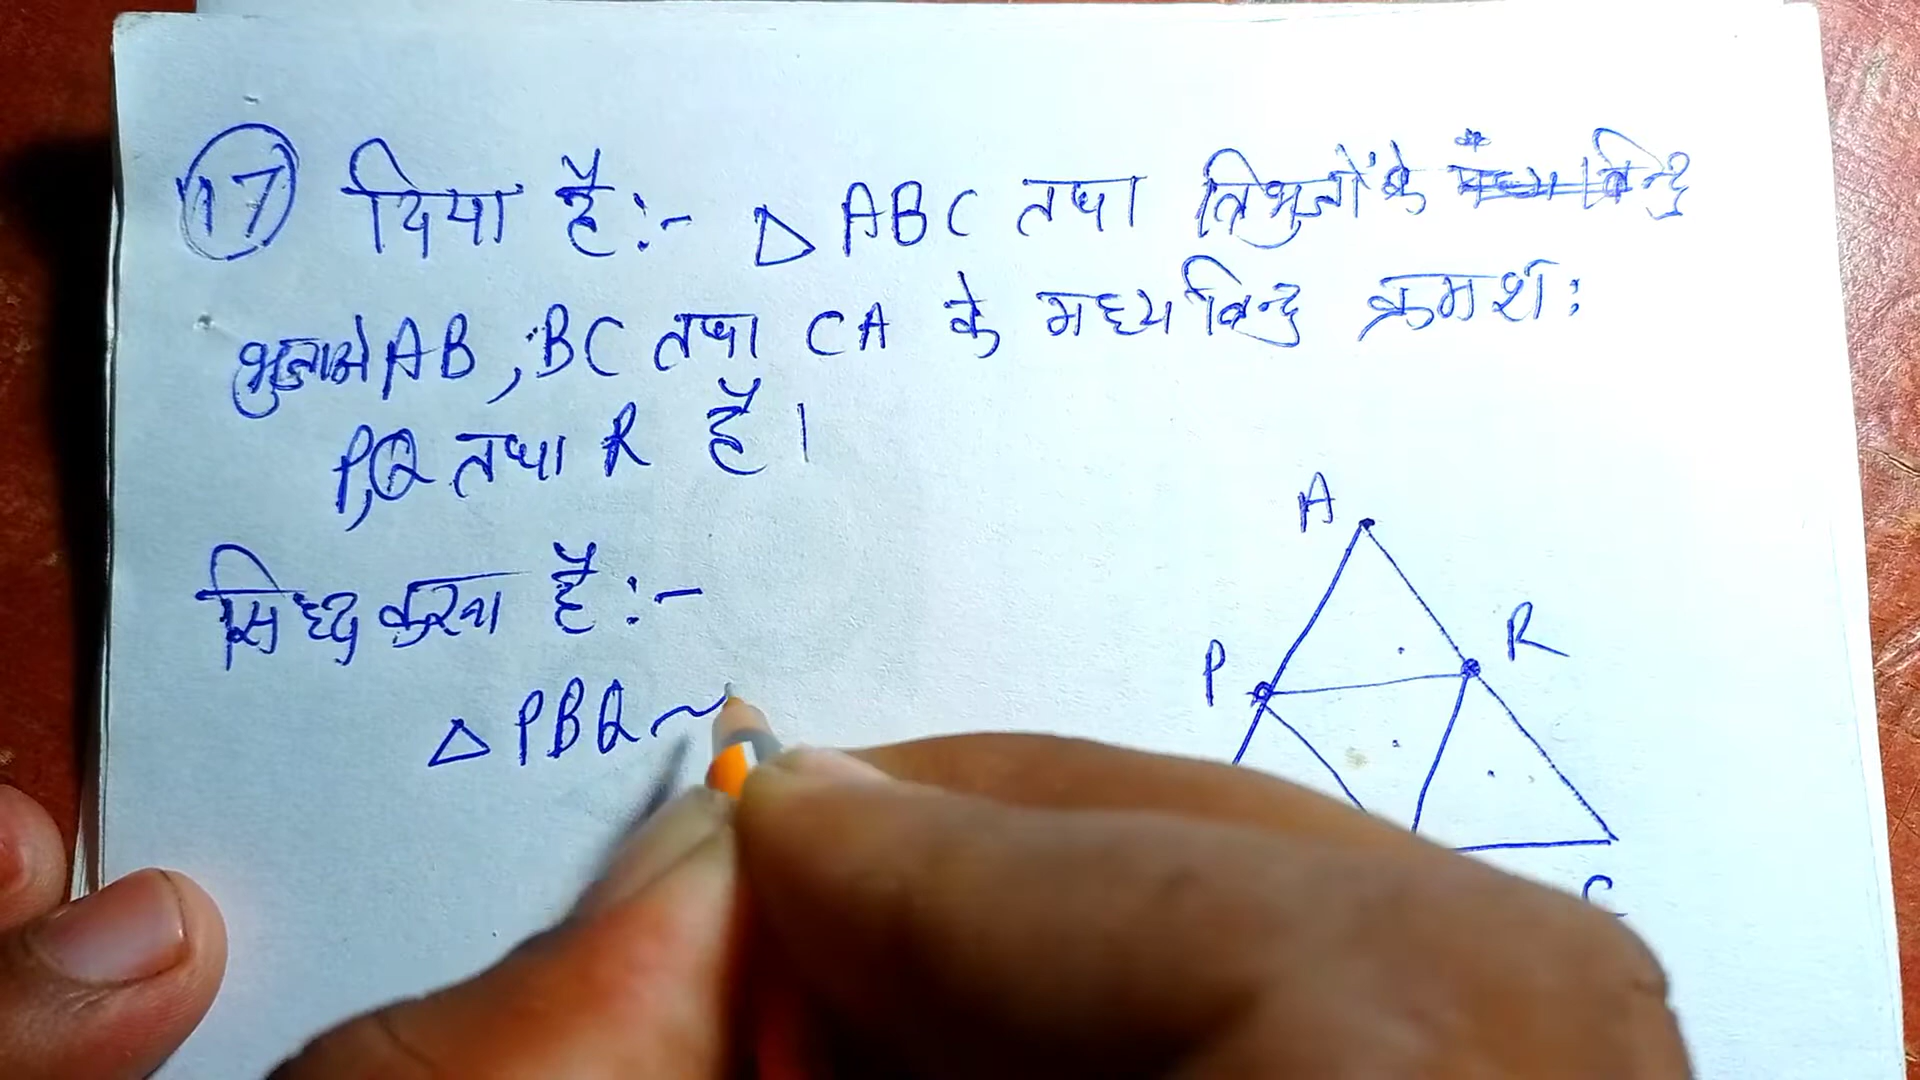 17 दिया है:- △ABC तथा त्रिभुजों के
भुजाओ AB, BC तथा CA के मध्य बिन्दु क्रमशः
P,Q तथा R है।
सिध्द करना है:-
△PBQ ~
A
R
P
C